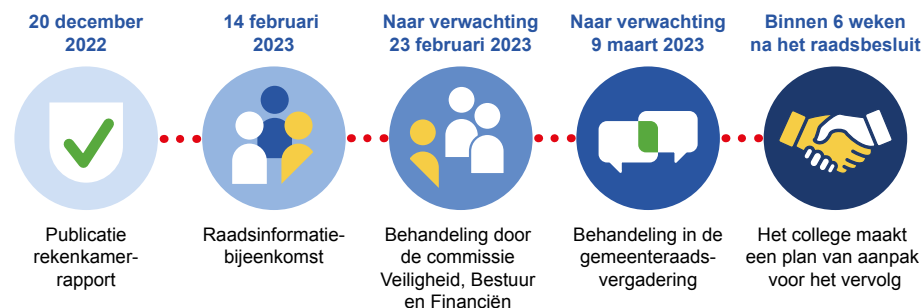 20 december
2022
Publicatie
rekenkamer-
rapport
14 februari
2023
Raadsinformatie-
bijeenkomst
Naar verwachting
23 februari 2023
Behandeling door
de commissie
Veiligheid, Bestuur
en Financiën
Naar verwachting
9 maart 2023
Behandeling in de
gemeenteraads-
vergadering
Binnen 6 weken
na het raadsbesluit
Het college maakt
een plan van aanpak
voor het vervolg